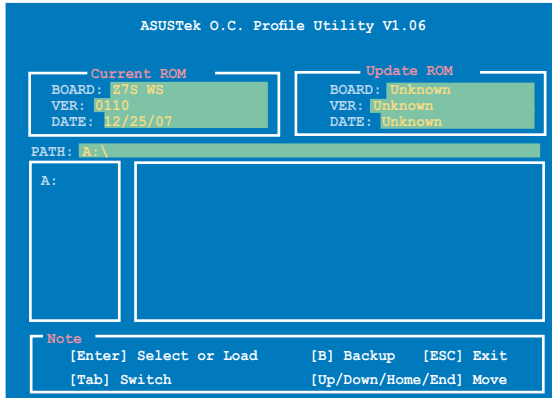 ASUSTek O.C. Profile Utility V1.06
Current ROM
BOARD: Z7S WS
VER: 0110
DATE: 12/25/07
Update ROM
BOARD: Unknown
VER: Unknown
DATE: Unknown
PATH: A:\
A:
Note
[Enter] Select or Load [B] Backup [ESC] Exit
[Tab] Switch [Up/Down/Home/End] Move